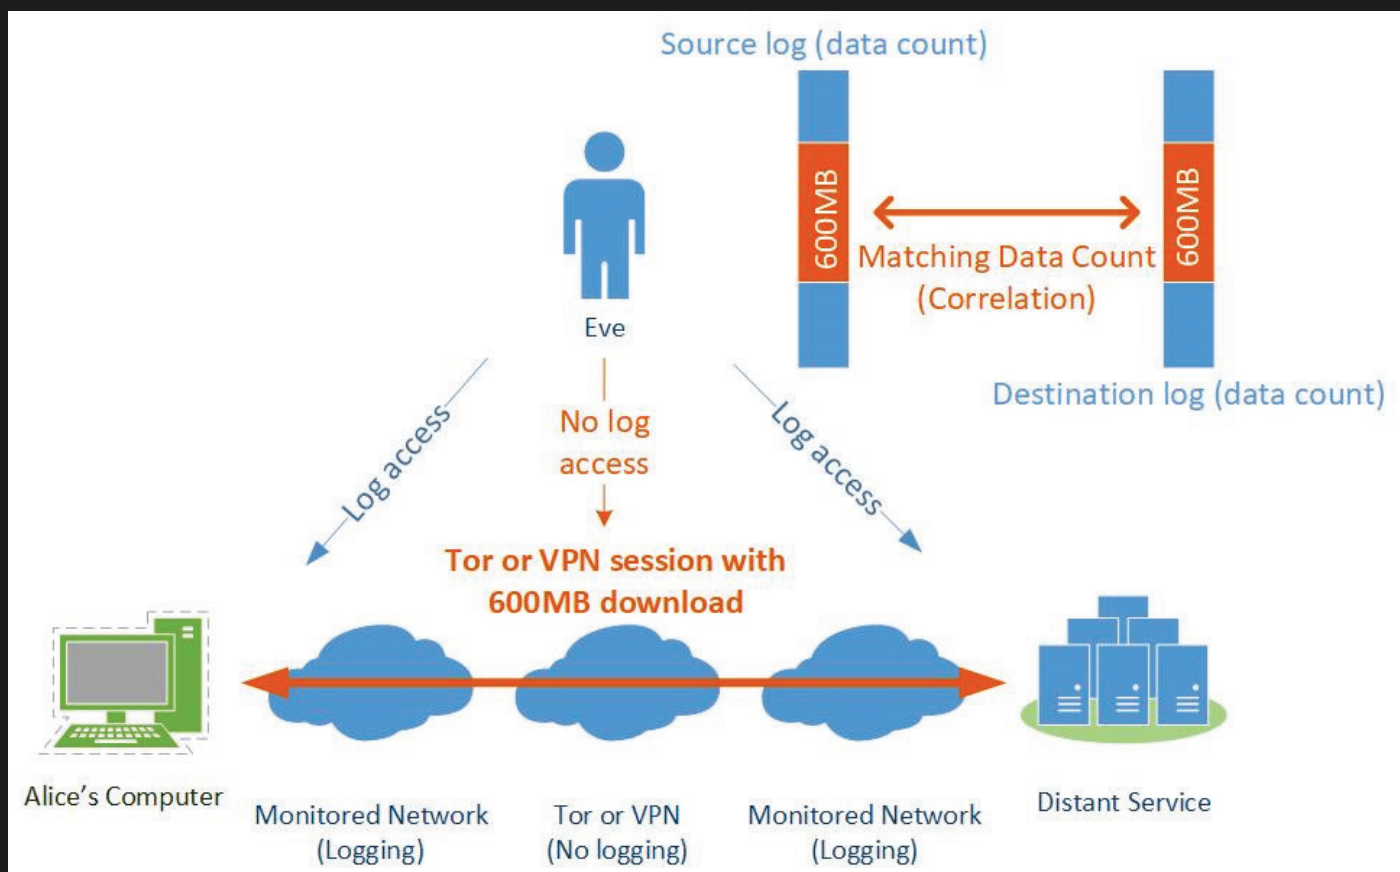 Source log (data count)
600MB
600MB
Matching Data Count
(Correlation)
Destination log (data count)
Eve
Log access
No log
access
Log access
Tor or VPN session with
600MB download
Alice's Computer
Monitored Network
(Logging)
Tor or VPN
(No logging)
Monitored Network
(Logging)
Distant Service